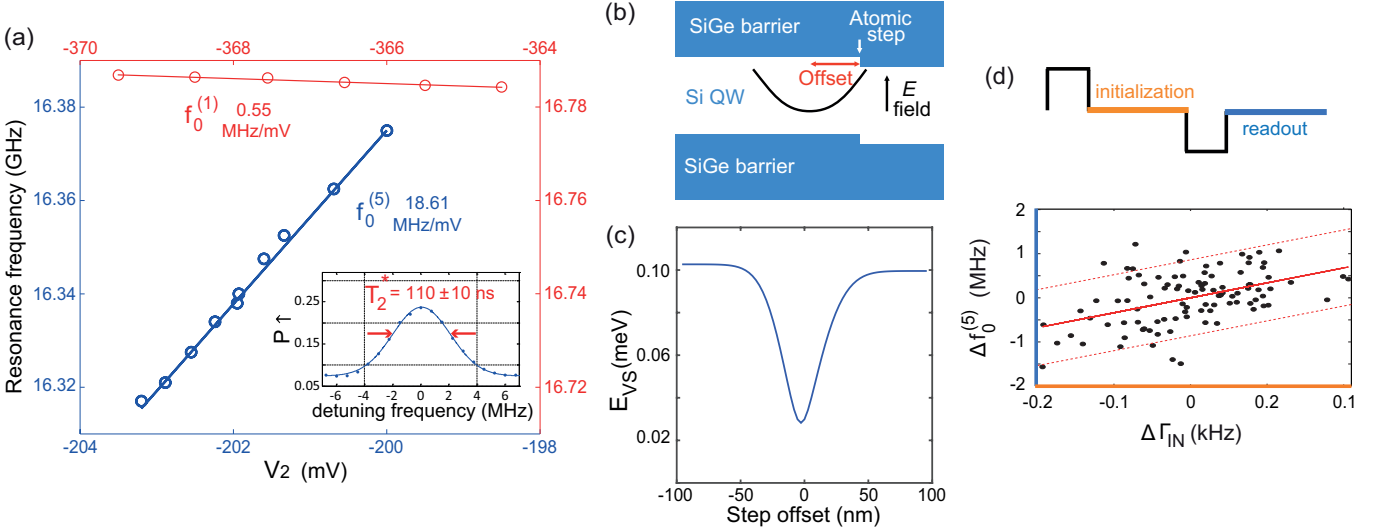 (a)
-370
-368
-366
-364
16.38
16.36
16.34
16.32
Resonance frequency (GHz)
16.78
16.76
16.74
16.72
f0(1) 0.55
MHz/mV
f0(5) 18.61
MHz/mV
T2* = 110 ± 10 ns
P↑
0.25
0.15
0.05
-6 -4 -2 0 2 4 6
detuning frequency (MHz)
-204
-202
-200
-198
V2 (mV)
(b)
SiGe barrier
Atomic
step
Offset
Si QW
E
field
SiGe barrier
(c)
EVS(meV)
0.10
0.06
0.02
-100
-50
0
50
100
Step offset (nm)
(d)
initialization
readout
Δf0(5) (MHz)
2
1
0
-1
-2
-0.2
0
0.2
0.1
ΔΓIN (kHz)